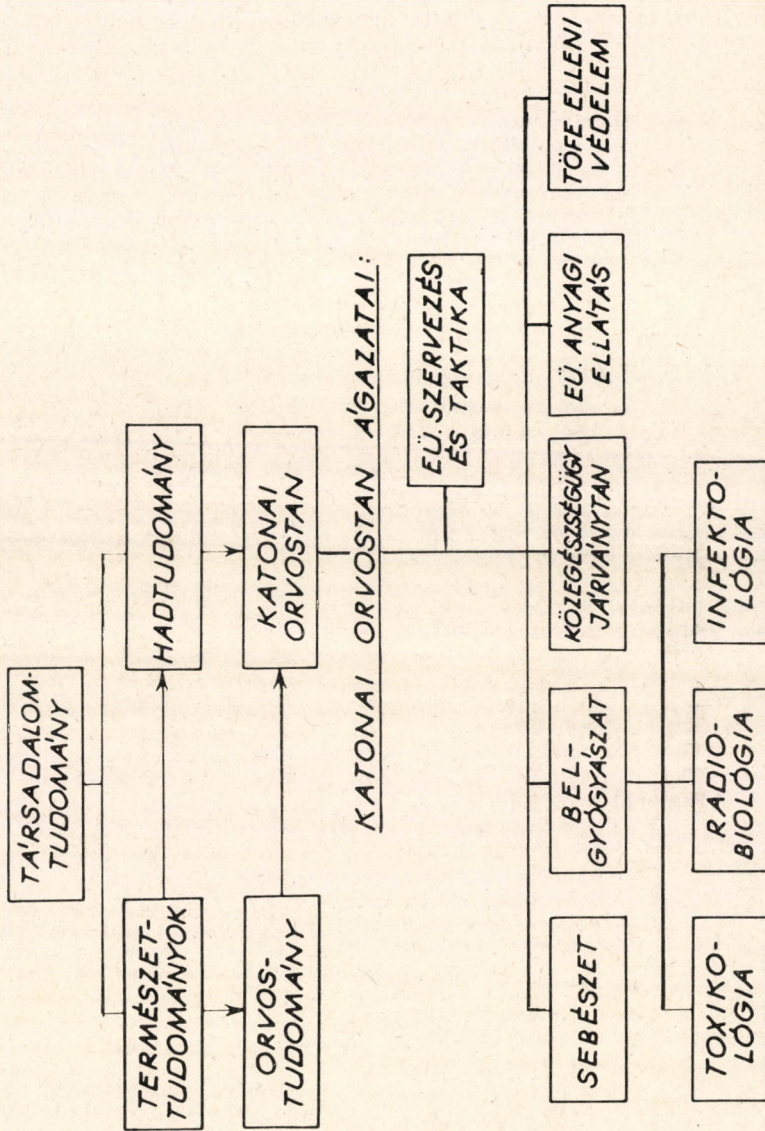 TÁRSADALOM-
TUDOMÁNY
TERMÉSZET-
TUDOMÁNYOK
HADTUDOMÁNY
ORVOS-
TUDOMÁNY
KATONAI
ORVOSTAN
KATONAI ORVOSTAN ÁGAZATAI:
EÜ. SZERVEZÉS
ÉS TAKTIKA
SEBÉSZET
BEL-
GYÓGYÁSZAT
KÖZEGÉSZSÉGÜGY
JÁRVÁNYTAN
EÜ. ANYAGI
ELLÁTÁS
TÖFE ELLENI
VÉDELEM
TOXIKO-
LÓGIA
RADIO-
BIOLÓGIA
INFEKTO-
LÓGIA